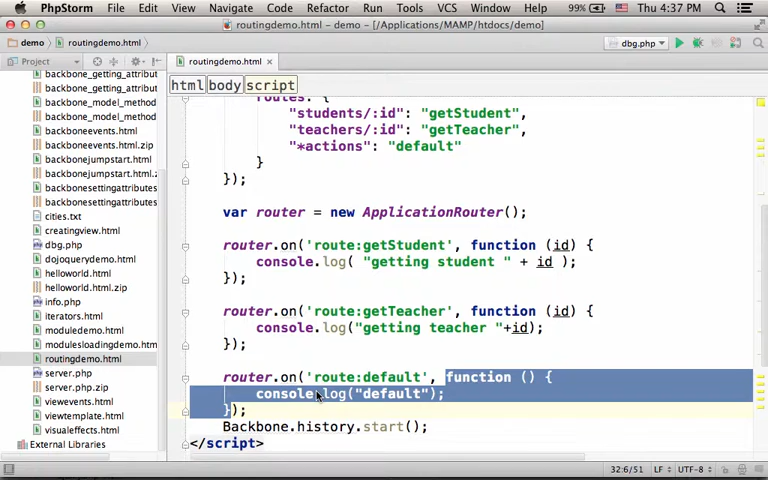 PhpStorm File Edit View Navigate Code Refactor Run Tools VCS Window Help 99% Thu 4:37 PM
routingdemo.html - demo - [/Applications/MAMP/htdocs/demo]
demo routingdemo.html dbg.php
Project routingdemo.html
html body script
backbone_getting_attribut
backbone_getting_attribut
backbone_model_method
backbone_model_method
backboneevents.html
backboneevents.html.zip
backbonejumpstart.html
backbonejumpstart.html.z
backbonesettingattributes
backbonesettingattributes
cities.txt
creatingview.html
dbg.php
dojoquerydemo.html
helloworld.html
helloworld.html.zip
info.php
iterators.html
moduledemo.html
modulesloadingdemo.htm
routingdemo.html
server.php
server.php.zip
viewevents.html
viewtemplate.html
visualeffects.html
External Libraries
routes: {
"students/:id": "getStudent",
"teachers/:id": "getTeacher",
"*actions": "default"
}
});
var router = new ApplicationRouter();
router.on('route:getStudent', function (id) {
console.log( "getting student " + id );
});
router.on('route:getTeacher', function (id) {
console.log("getting teacher "+id);
});
router.on('route:default', function () {
console.log("default");
});
Backbone.history.start();
</script>
32:6/51 LF UTF-8